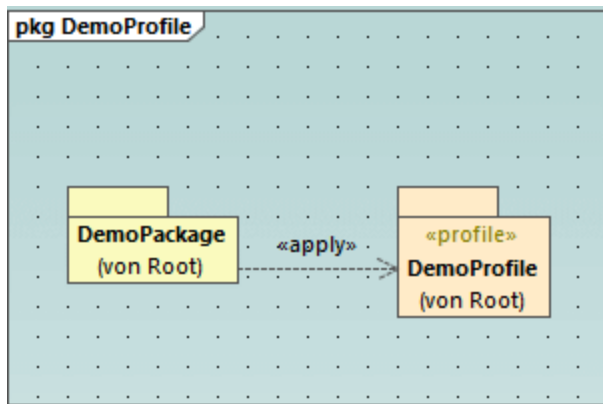 pkg DemoProfile
DemoPackage
(von Root)
«apply»
«profile»
DemoProfile
(von Root)